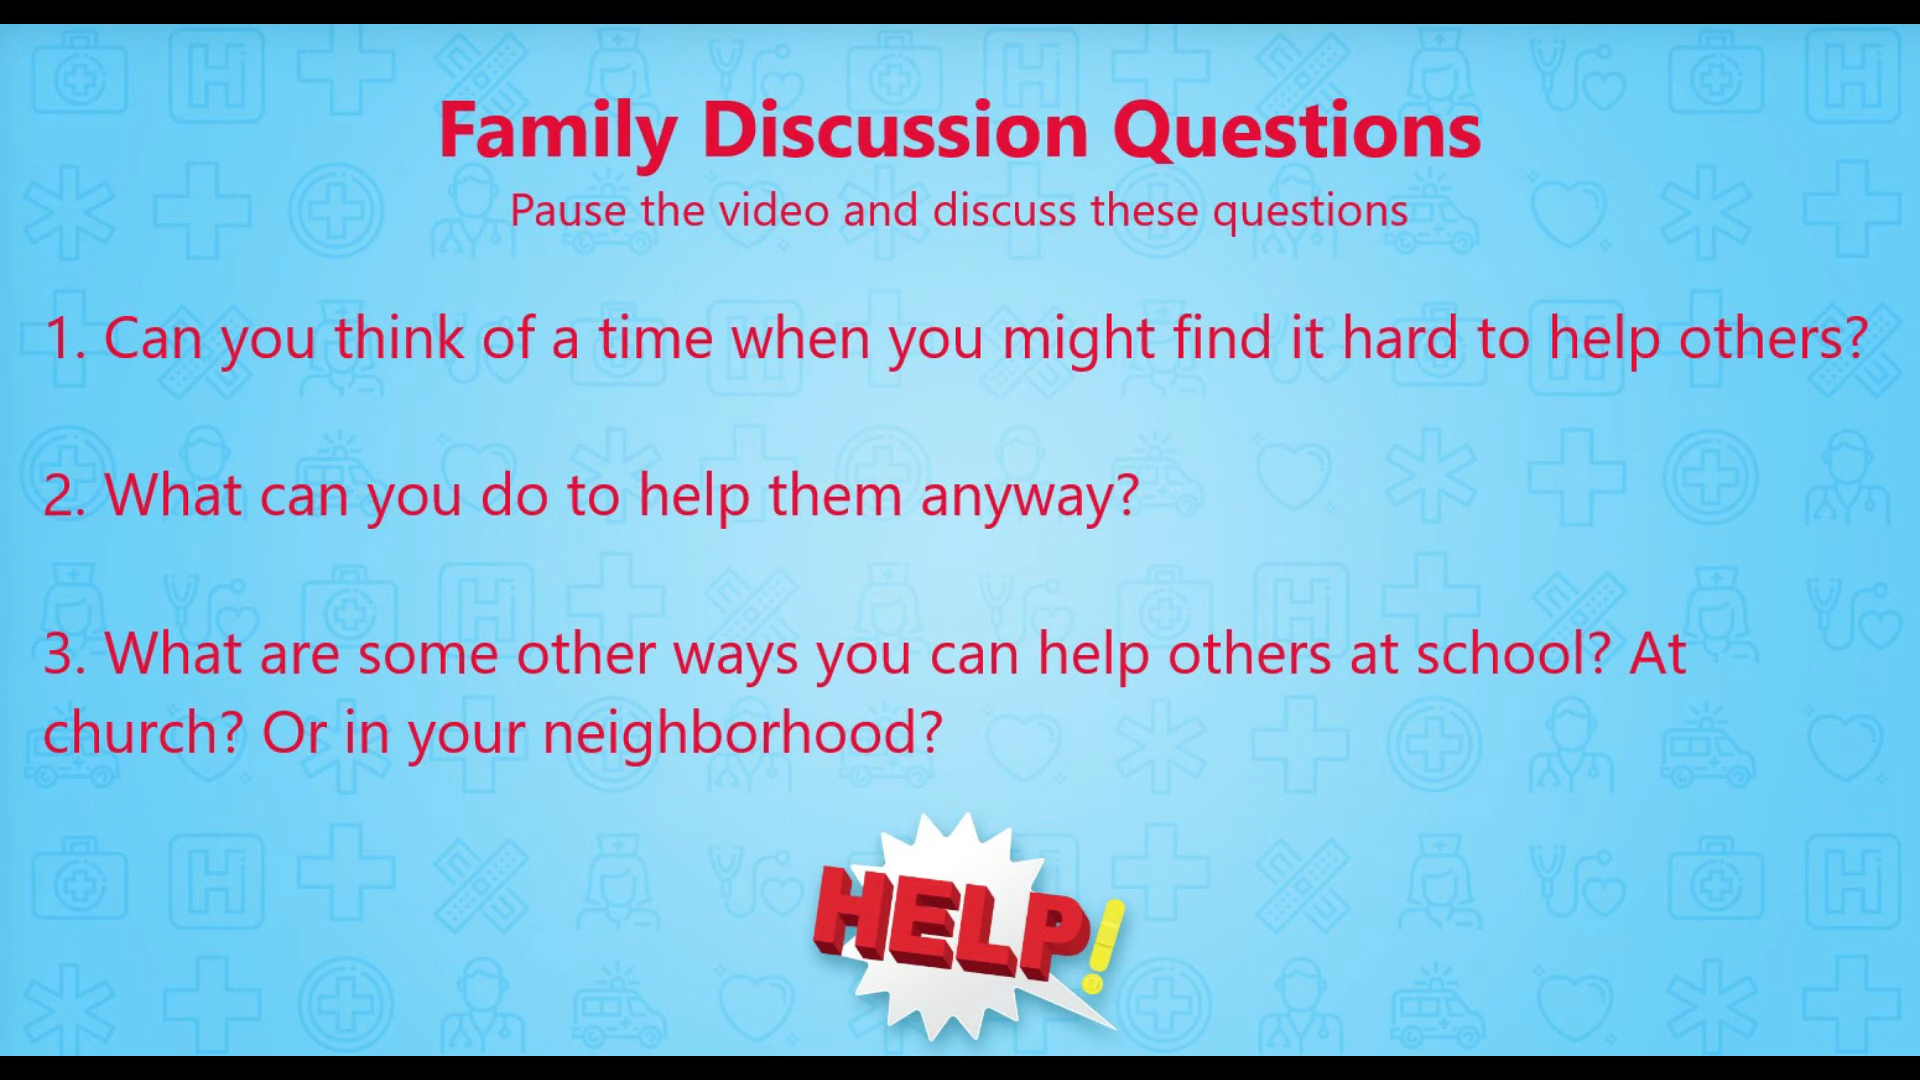 Family Discussion Questions
Pause the video and discuss these questions
1. Can you think of a time when you might find it hard to help others?
2. What can you do to help them anyway?
3. What are some other ways you can help others at school? At
church? Or in your neighborhood?
HELP!